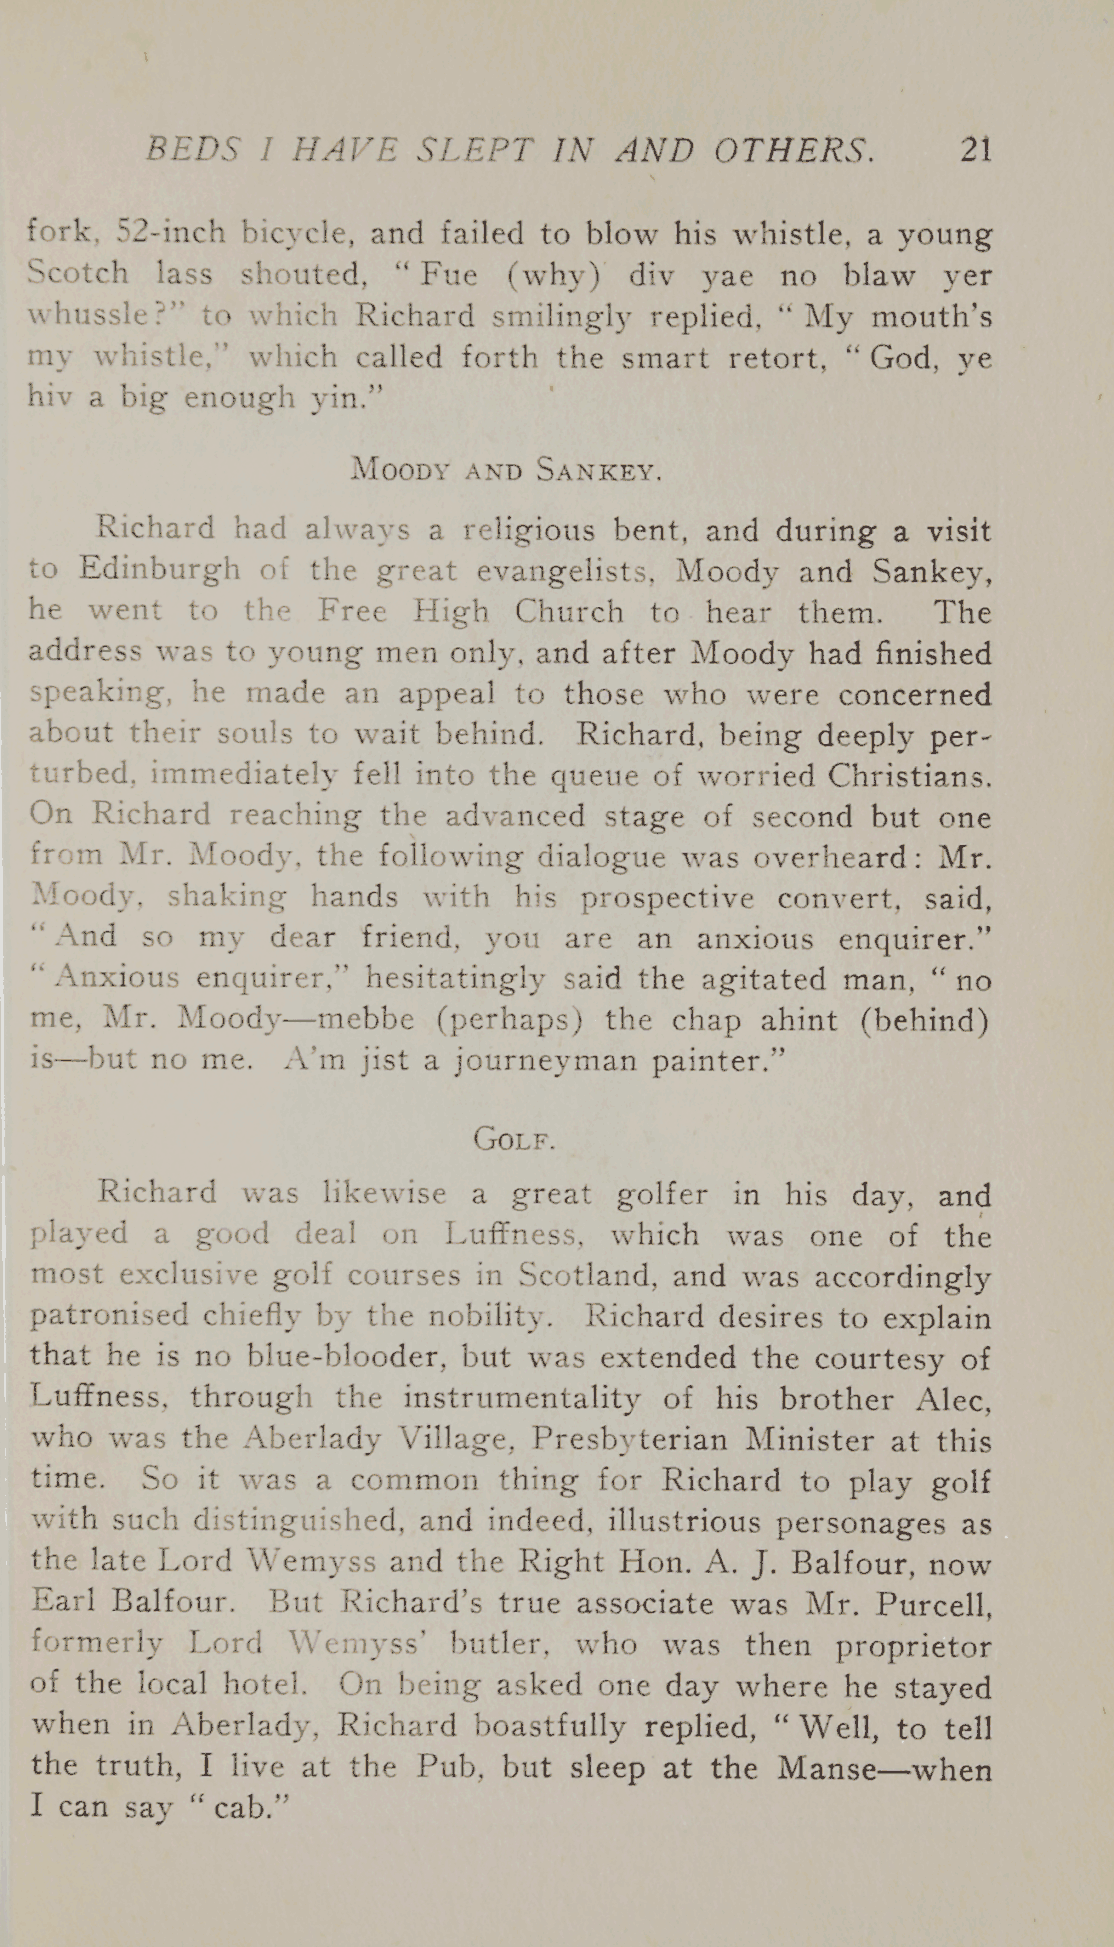 BEDS I HAVE SLEPT IN AND OTHERS. 21
fork, 52-inch bicycle, and failed to blow his whistle, a young
Scotch lass shouted, “Fue (why) div yae no blaw yer
whussle?” to which Richard smilingly replied, “My mouth’s
my whistle,” which called forth the smart retort, “God, ye
hiv a big enough yin.”
MOODY AND SANKEY.
Richard had always a religious bent, and during a visit
to Edinburgh of the great evangelists, Moody and Sankey,
he went to the Free High Church to hear them. The
address was to young men only, and after Moody had finished
speaking, he made an appeal to those who were concerned
about their souls to wait behind. Richard, being deeply per-
turbed, immediately fell into the queue of worried Christians.
On Richard reaching the advanced stage of second but one
from Mr. Moody, the following dialogue was overheard: Mr.
Moody, shaking hands with his prospective convert, said,
“And so my dear friend, you are an anxious enquirer.”
“Anxious enquirer,” hesitatingly said the agitated man, “no
me, Mr. Moody—mebbe (perhaps) the chap ahint (behind)
is—but no me. A’m jist a journeyman painter.”
GOLF.
Richard was likewise a great golfer in his day, and
played a good deal on Luffness, which was one of the
most exclusive golf courses in Scotland, and was accordingly
patronised chiefly by the nobility. Richard desires to explain
that he is no blue-blooder, but was extended the courtesy of
Luffness, through the instrumentality of his brother Alec,
who was the Aberlady Village, Presbyterian Minister at this
time. So it was a common thing for Richard to play golf
with such distinguished, and indeed, illustrious personages as
the late Lord Wemyss and the Right Hon. A. J. Balfour, now
Earl Balfour. But Richard’s true associate was Mr. Purcell,
formerly Lord Wemyss’ butler, who was then proprietor
of the local hotel. On being asked one day where he stayed
when in Aberlady, Richard boastfully replied, “Well, to tell
the truth, I live at the Pub, but sleep at the Manse—when
I can say “cab.”